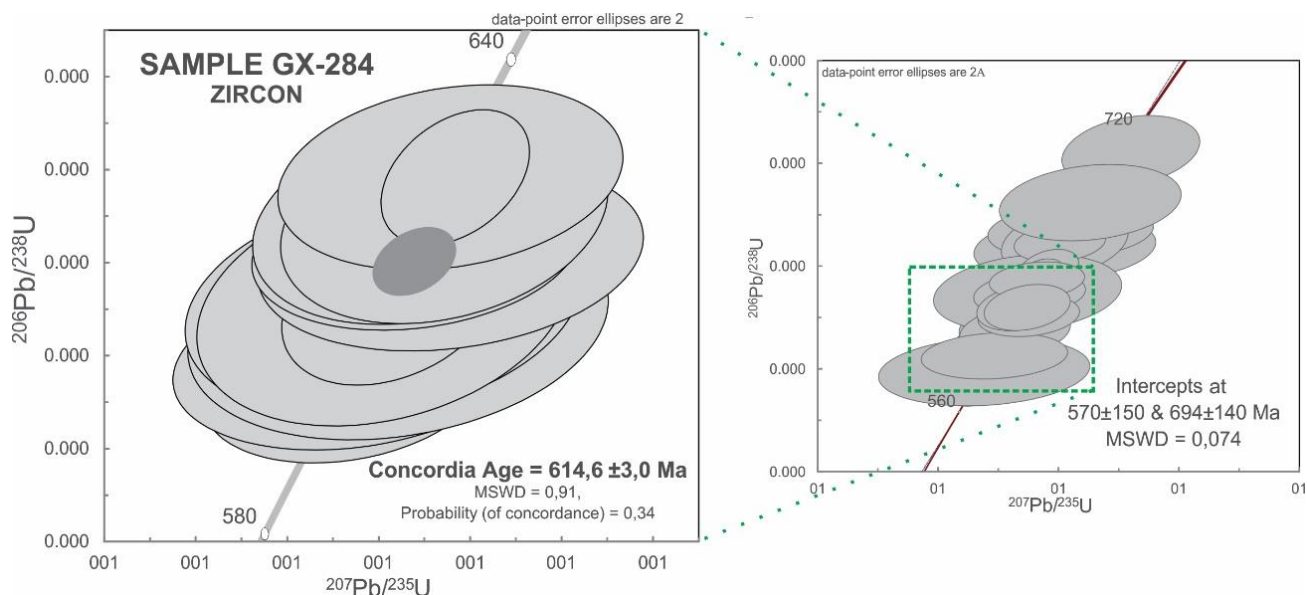 data-point error ellipses are 2
640
SAMPLE GX-284
ZIRCON
0.000
0.000
0.000
0.000
0.000
0.000
206Pb/238U
Concordia Age = 614,6 ±3,0 Ma
MSWD = 0,91,
Probability (of concordance) = 0,34
580
001
001
001
001
001
001
001
207Pb/235U
data-point error ellipses are 2A
720
0.000
0.000
0.000
0.000
0.000
206Pb/238U
560
Intercepts at
570±150 & 694±140 Ma
MSWD = 0,074
01
01
01
01
01
207Pb/235U